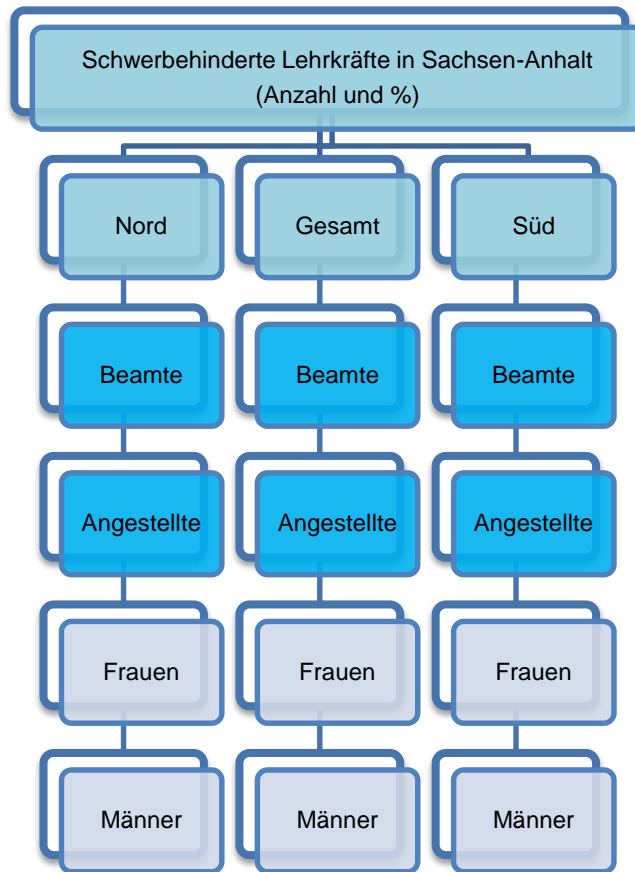 Schwerbehinderte Lehrkräfte in Sachsen-Anhalt
(Anzahl und %)
Nord
Gesamt
Süd
Beamte
Beamte
Beamte
Angestellte
Angestellte
Angestellte
Frauen
Frauen
Frauen
Männer
Männer
Männer